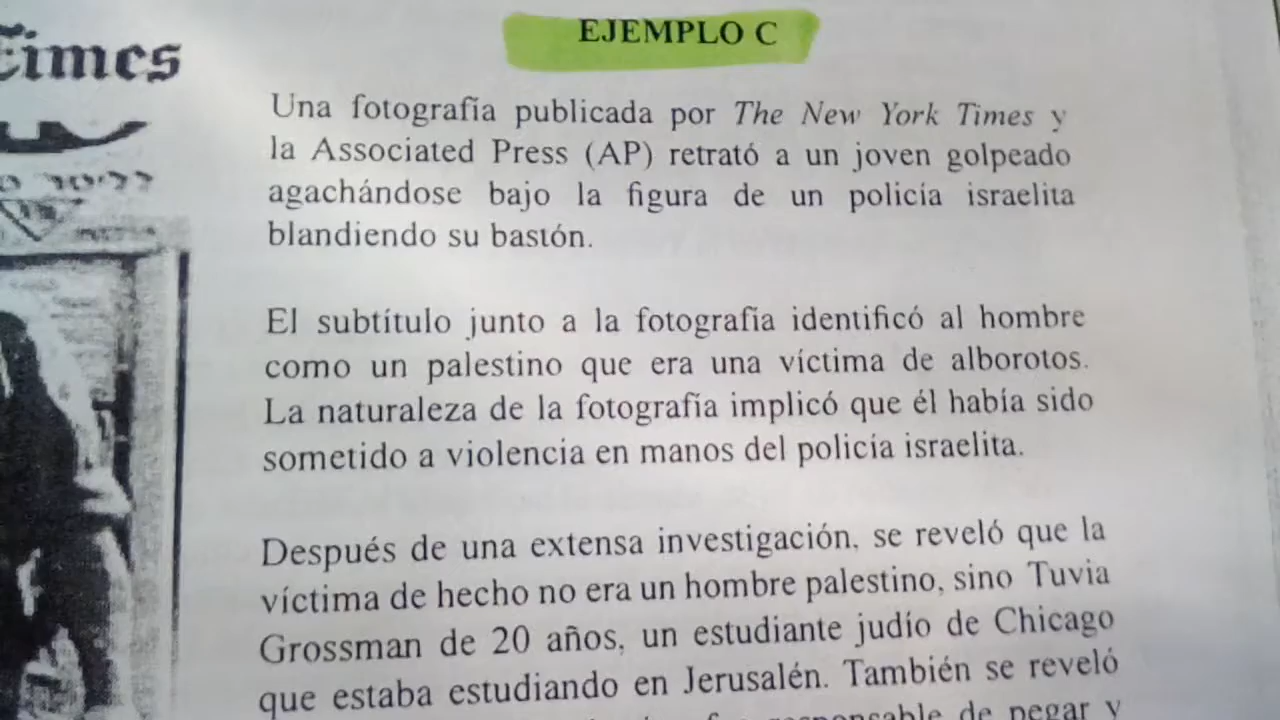 Times
EJEMPLO C
Una fotografía publicada por The New York Times y
la Associated Press (AP) retrató a un joven golpeado
agachándose bajo la figura de un policía israelita
blandiendo su bastón.
El subtítulo junto a la fotografía identificó al hombre
como un palestino que era una víctima de alborotos.
La naturaleza de la fotografía implicó que él había sido
sometido a violencia en manos del policía israelita.
Después de una extensa investigación, se reveló que la
víctima de hecho no era un hombre palestino, sino Tuvia
Grossman de 20 años, un estudiante judío de Chicago
que estaba estudiando en Jerusalén. También se reveló
responsable de pegar y